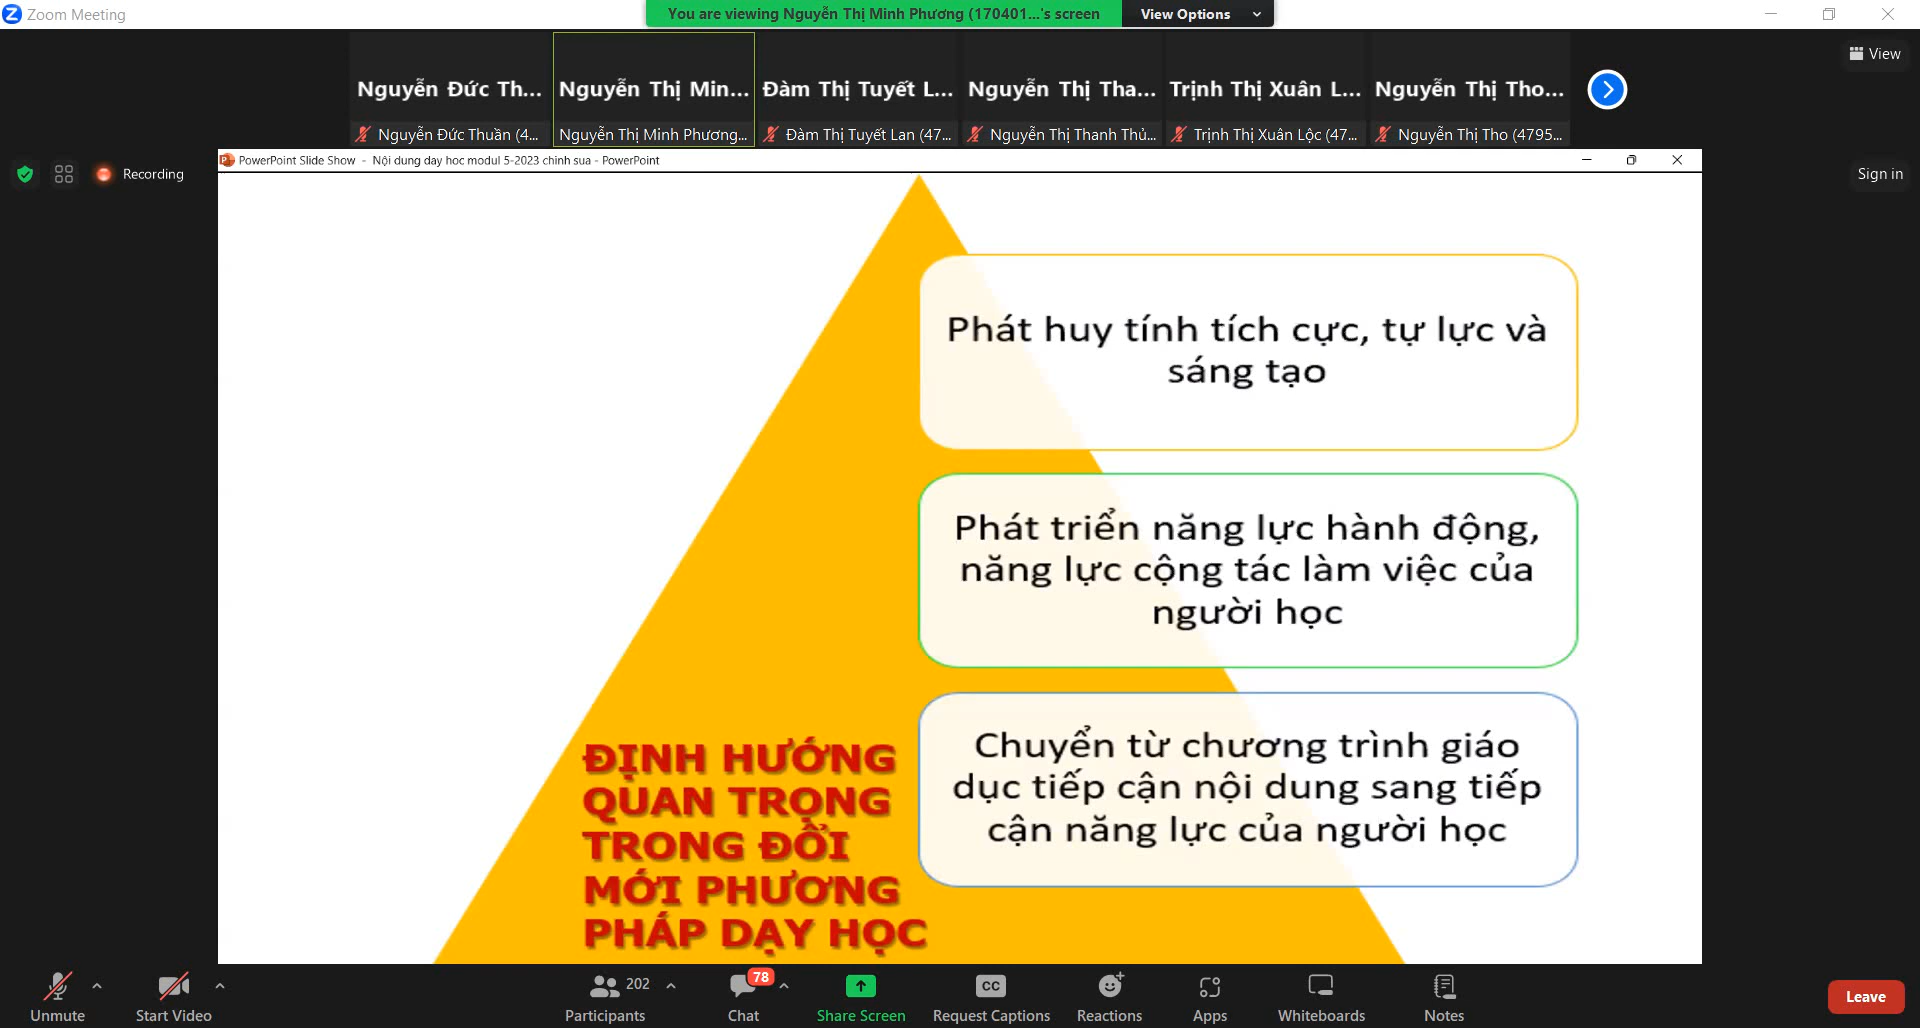 Zoom Meeting
You are viewing Nguyễn Thị Minh Phương (170401...'s screen
View Options
View
Nguyễn Đức Th...
Nguyễn Thị Min...
Đàm Thị Tuyết L...
Nguyễn Thị Tha...
Trịnh Thị Xuân L...
Nguyễn Thị Tho...
Nguyễn Đức Thuần (4...
Nguyễn Thị Minh Phương...
Đàm Thị Tuyết Lan (47...
Nguyễn Thị Thanh Thủ...
Trịnh Thị Xuân Lộc (47...
Nguyễn Thị Tho (4795...
Recording
Sign in
PowerPoint Slide Show - Nội dung day hoc modul 5-2023 chinh sua - PowerPoint
Phát huy tính tích cực, tự lực và
sáng tạo
Phát triển năng lực hành động,
năng lực cộng tác làm việc của
người học
Chuyển từ chương trình giáo
dục tiếp cận nội dung sang tiếp
cận năng lực của người học
ĐỊNH HƯỚNG
QUAN TRỌNG
TRONG ĐỔI
MỚI PHƯƠNG
PHÁP DẠY HỌC
Unmute
Start Video
202
Participants
78
Chat
Share Screen
CC
Request Captions
Reactions
Apps
Whiteboards
Notes
Leave